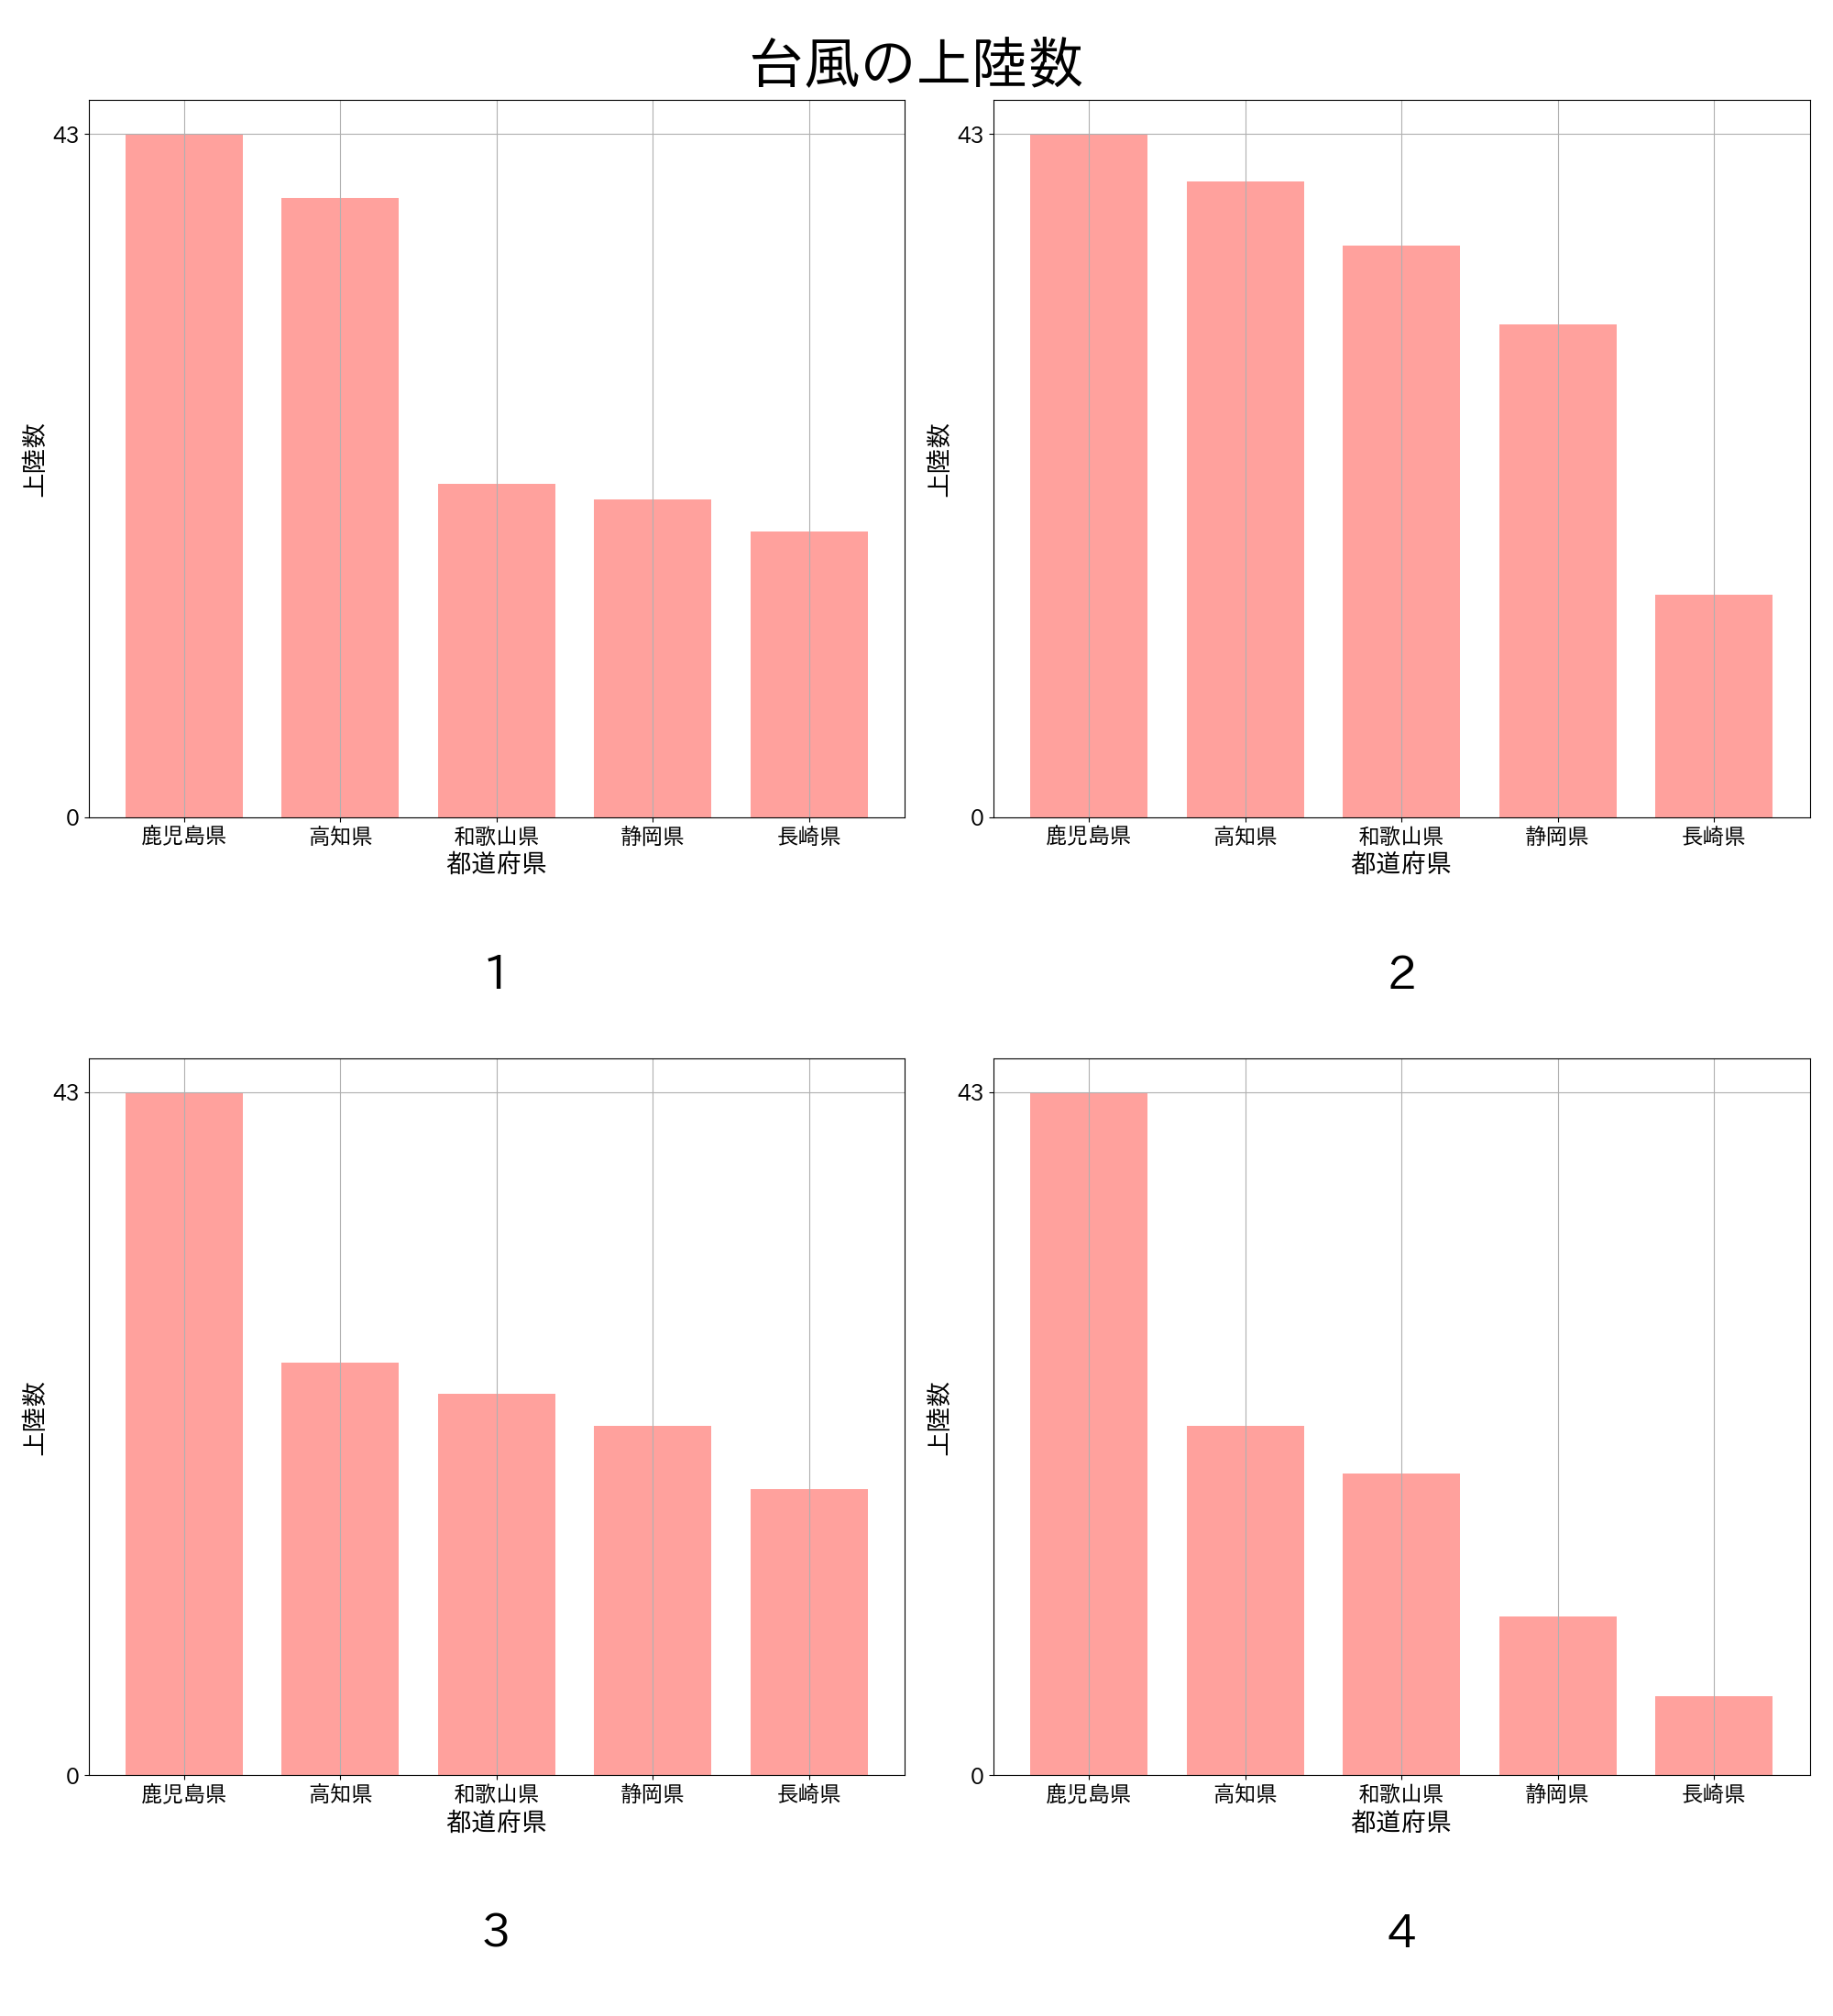 台風の上陸数
43
0
上陸数
鹿児島県 高知県 和歌山県 静岡県 長崎県
都道府県
1
43
0
上陸数
鹿児島県 高知県 和歌山県 静岡県 長崎県
都道府県
2
43
0
上陸数
鹿児島県 高知県 和歌山県 静岡県 長崎県
都道府県
3
43
0
上陸数
鹿児島県 高知県 和歌山県 静岡県 長崎県
都道府県
4